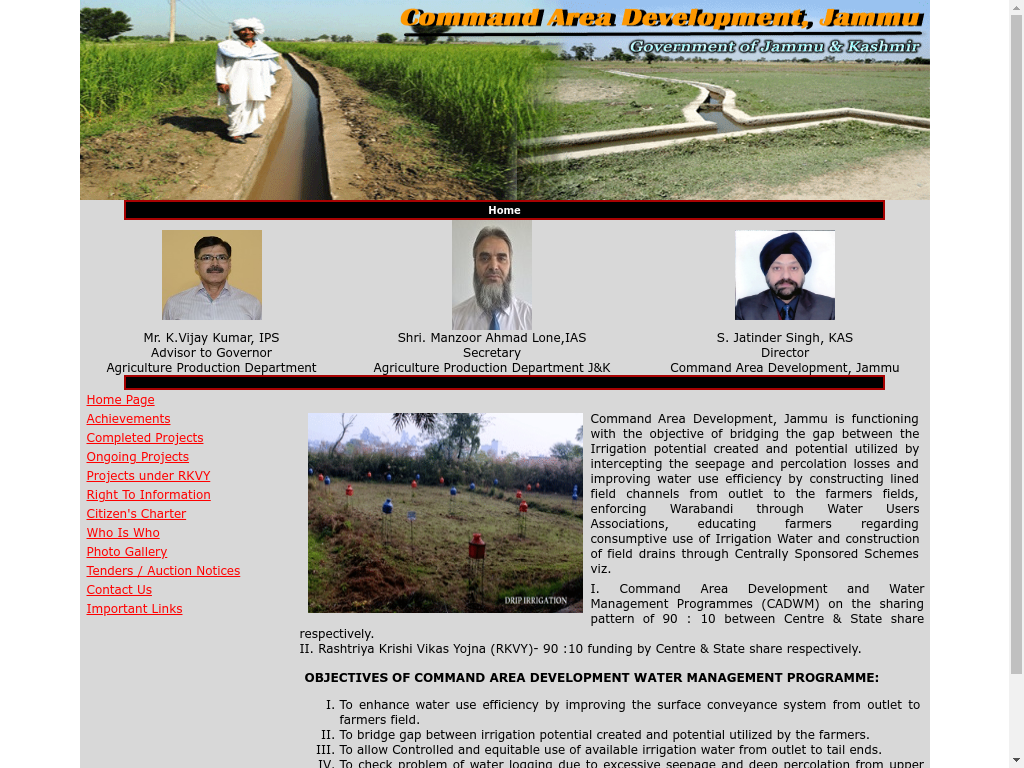 Command Area Development, Jammu
Government of Jammu & Kashmir
Home
Mr. K.Vijay Kumar, IPS
Advisor to Governor
Agriculture Production Department
Shri. Manzoor Ahmad Lone,IAS
Secretary
Agriculture Production Department J&K
S. Jatinder Singh, KAS
Director
Command Area Development, Jammu
Home Page
Achievements
Completed Projects
Ongoing Projects
Projects under RKVY
Right To Information
Citizen's Charter
Who Is Who
Photo Gallery
Tenders / Auction Notices
Contact Us
Important Links
DRIP IRRIGATION
Command Area Development, Jammu is functioning
with the objective of bridging the gap between the
Irrigation potential created and potential utilized by
intercepting the seepage and percolation losses and
improving water use efficiency by constructing lined
field channels from outlet to the farmers fields,
enforcing Warabandi through Water Users
Associations, educating farmers regarding
consumptive use of Irrigation Water and construction
of field drains through Centrally Sponsored Schemes
viz.
I. Command Area Development and Water
Management Programmes (CADWM) on the sharing
pattern of 90 : 10 between Centre & State share
respectively.
II. Rashtriya Krishi Vikas Yojna (RKVY)- 90 :10 funding by Centre & State share respectively.
OBJECTIVES OF COMMAND AREA DEVELOPMENT WATER MANAGEMENT PROGRAMME:
I. To enhance water use efficiency by improving the surface conveyance system from outlet to
farmers field.
II. To bridge gap between irrigation potential created and potential utilized by the farmers.
III. To allow Controlled and equitable use of available irrigation water from outlet to tail ends.
IV. To check problem of water logging due to excessive seepage and deep percolation from upper